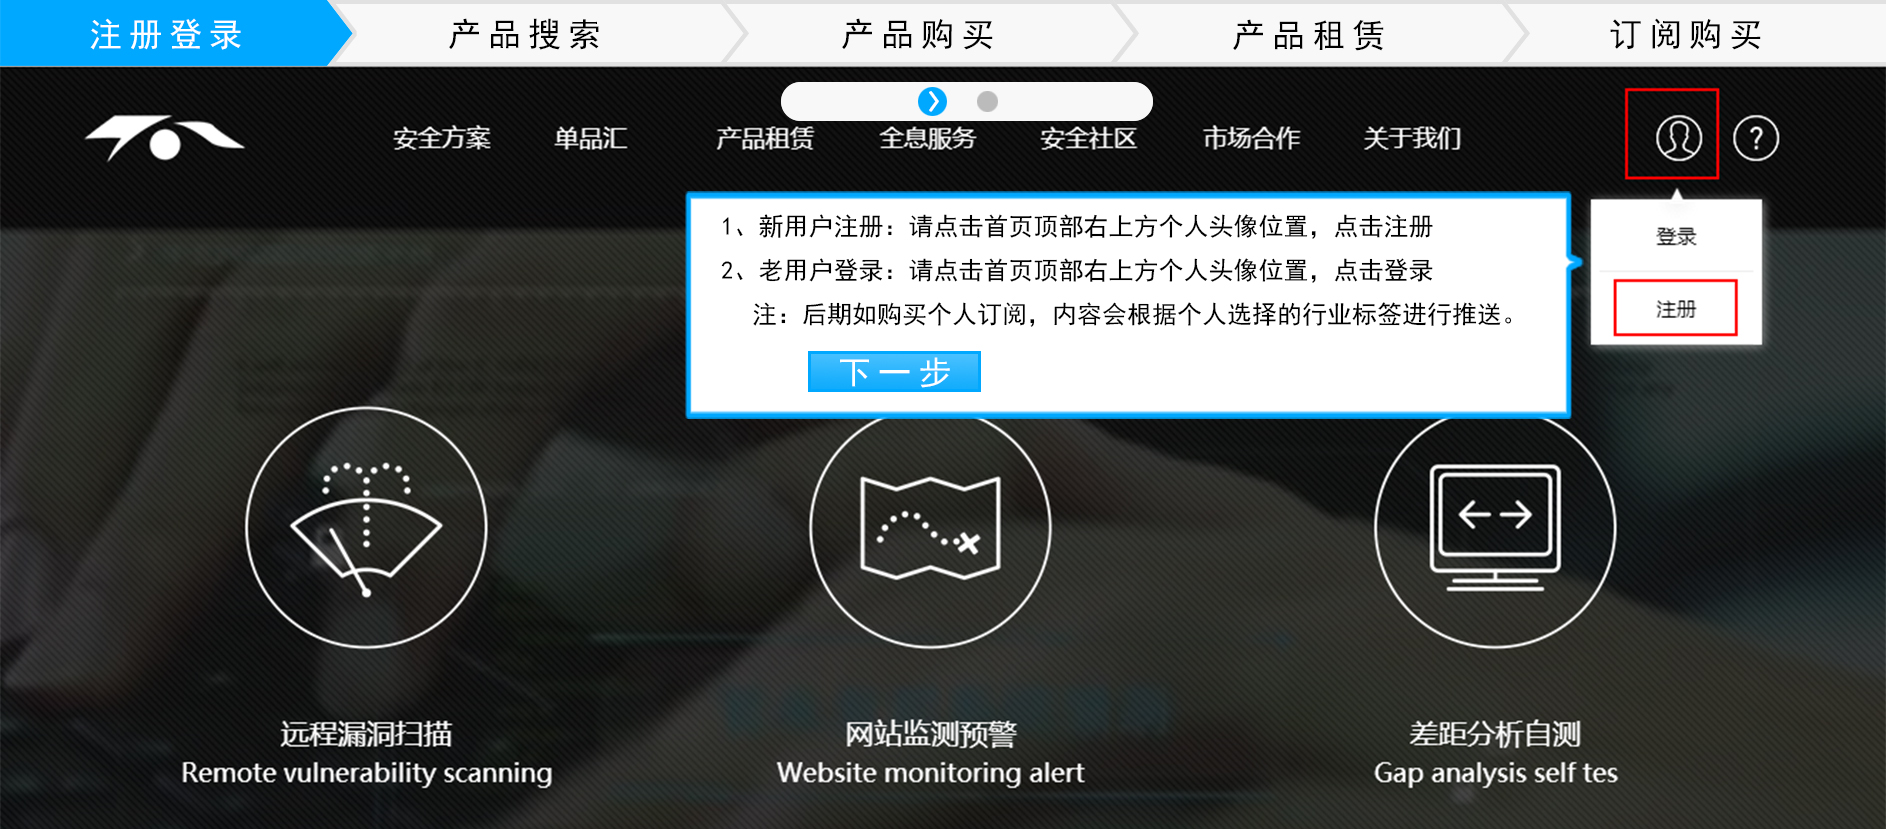 注册登录
产品搜索
产品购买
产品租赁
订阅购买
安全方案
单品汇
产品租赁
全息服务
安全社区
市场合作
关于我们
?
1、新用户注册：请点击首页顶部右上方个人头像位置，点击注册
2、老用户登录：请点击首页顶部右上方个人头像位置，点击登录
注：后期如购买个人订阅，内容会根据个人选择的行业标签进行推送。
下一步
登录
注册
远程漏洞扫描
Remote vulnerability scanning
网站监测预警
Website monitoring alert
差距分析自测
Gap analysis self tes